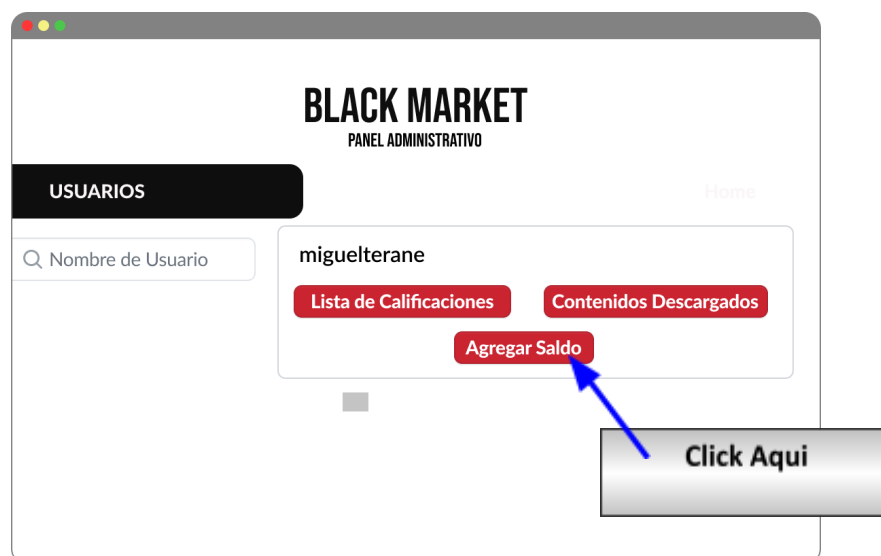 BLACK MARKET
PANEL ADMINISTRATIVO
USUARIOS
Home
Nombre de Usuario
miguelterane
Lista de Calificaciones
Contenidos Descargados
Agregar Saldo
Click Aqui